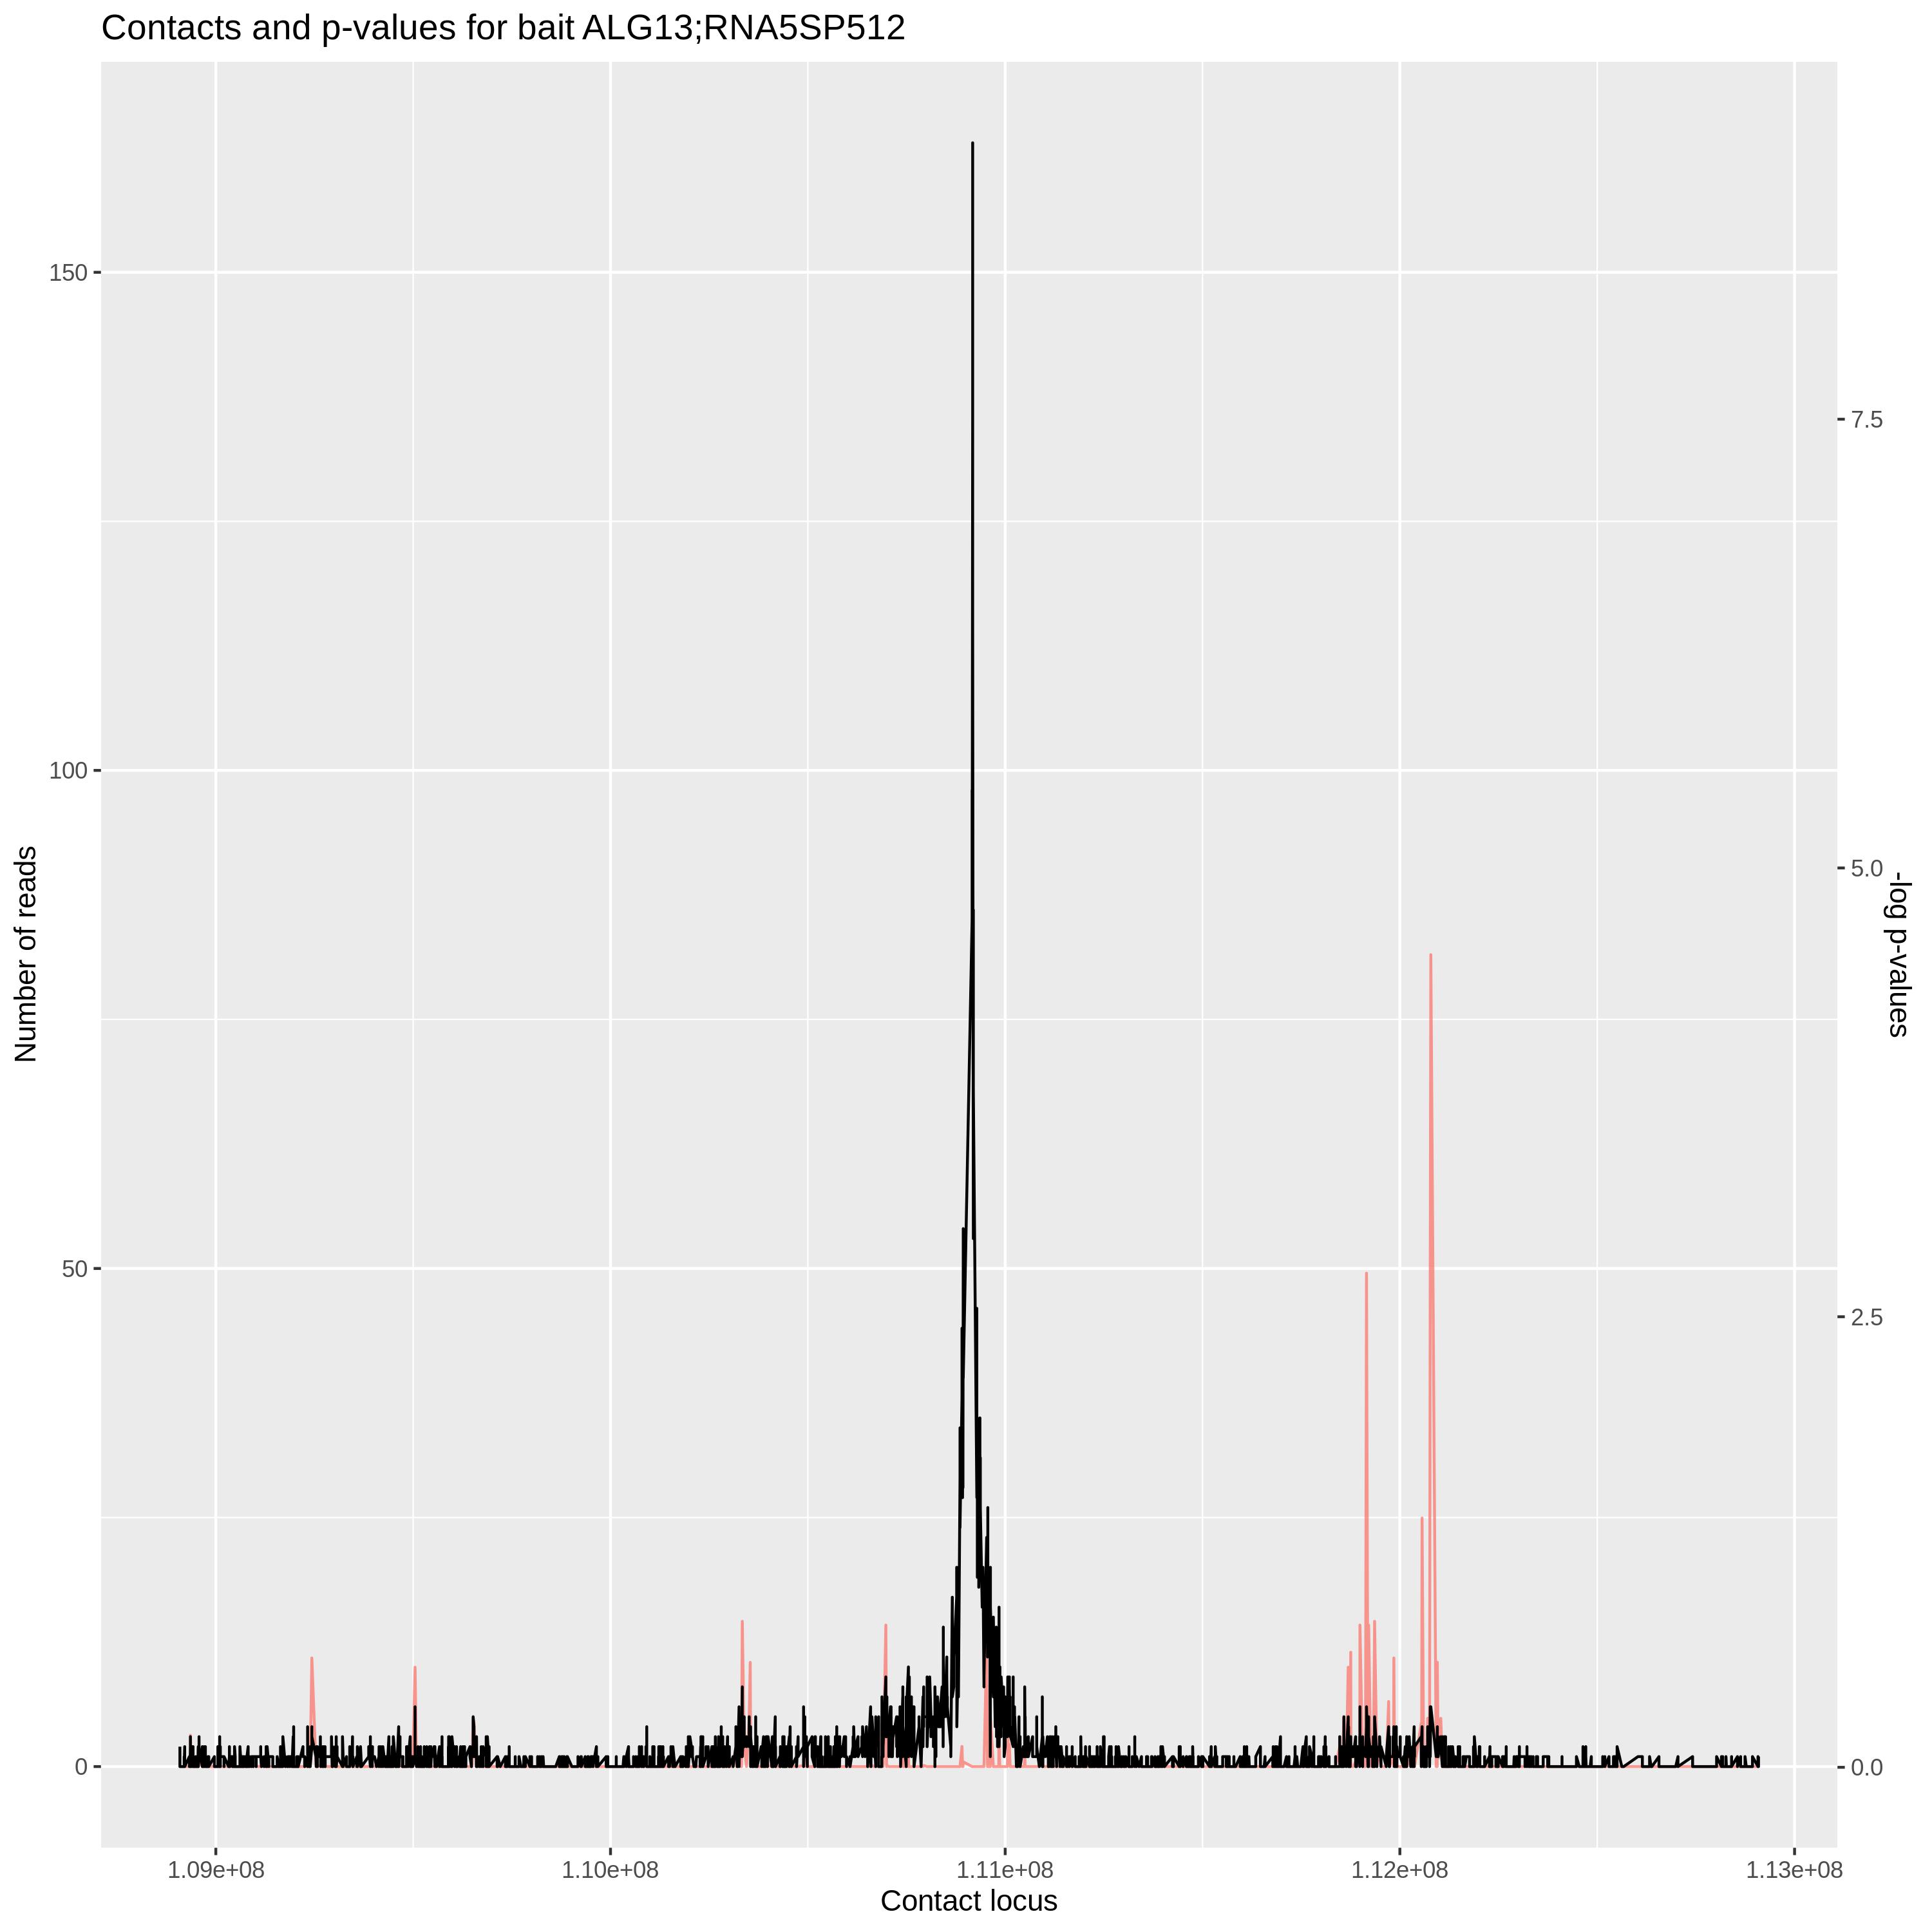 Contacts and p-values for bait ALG13;RNA5SP512
150
100
50
0
Number of reads
7.5
5.0
2.5
0.0
-log p-values
1.09e+08
1.10e+08
1.11e+08
1.12e+08
1.13e+08
Contact locus